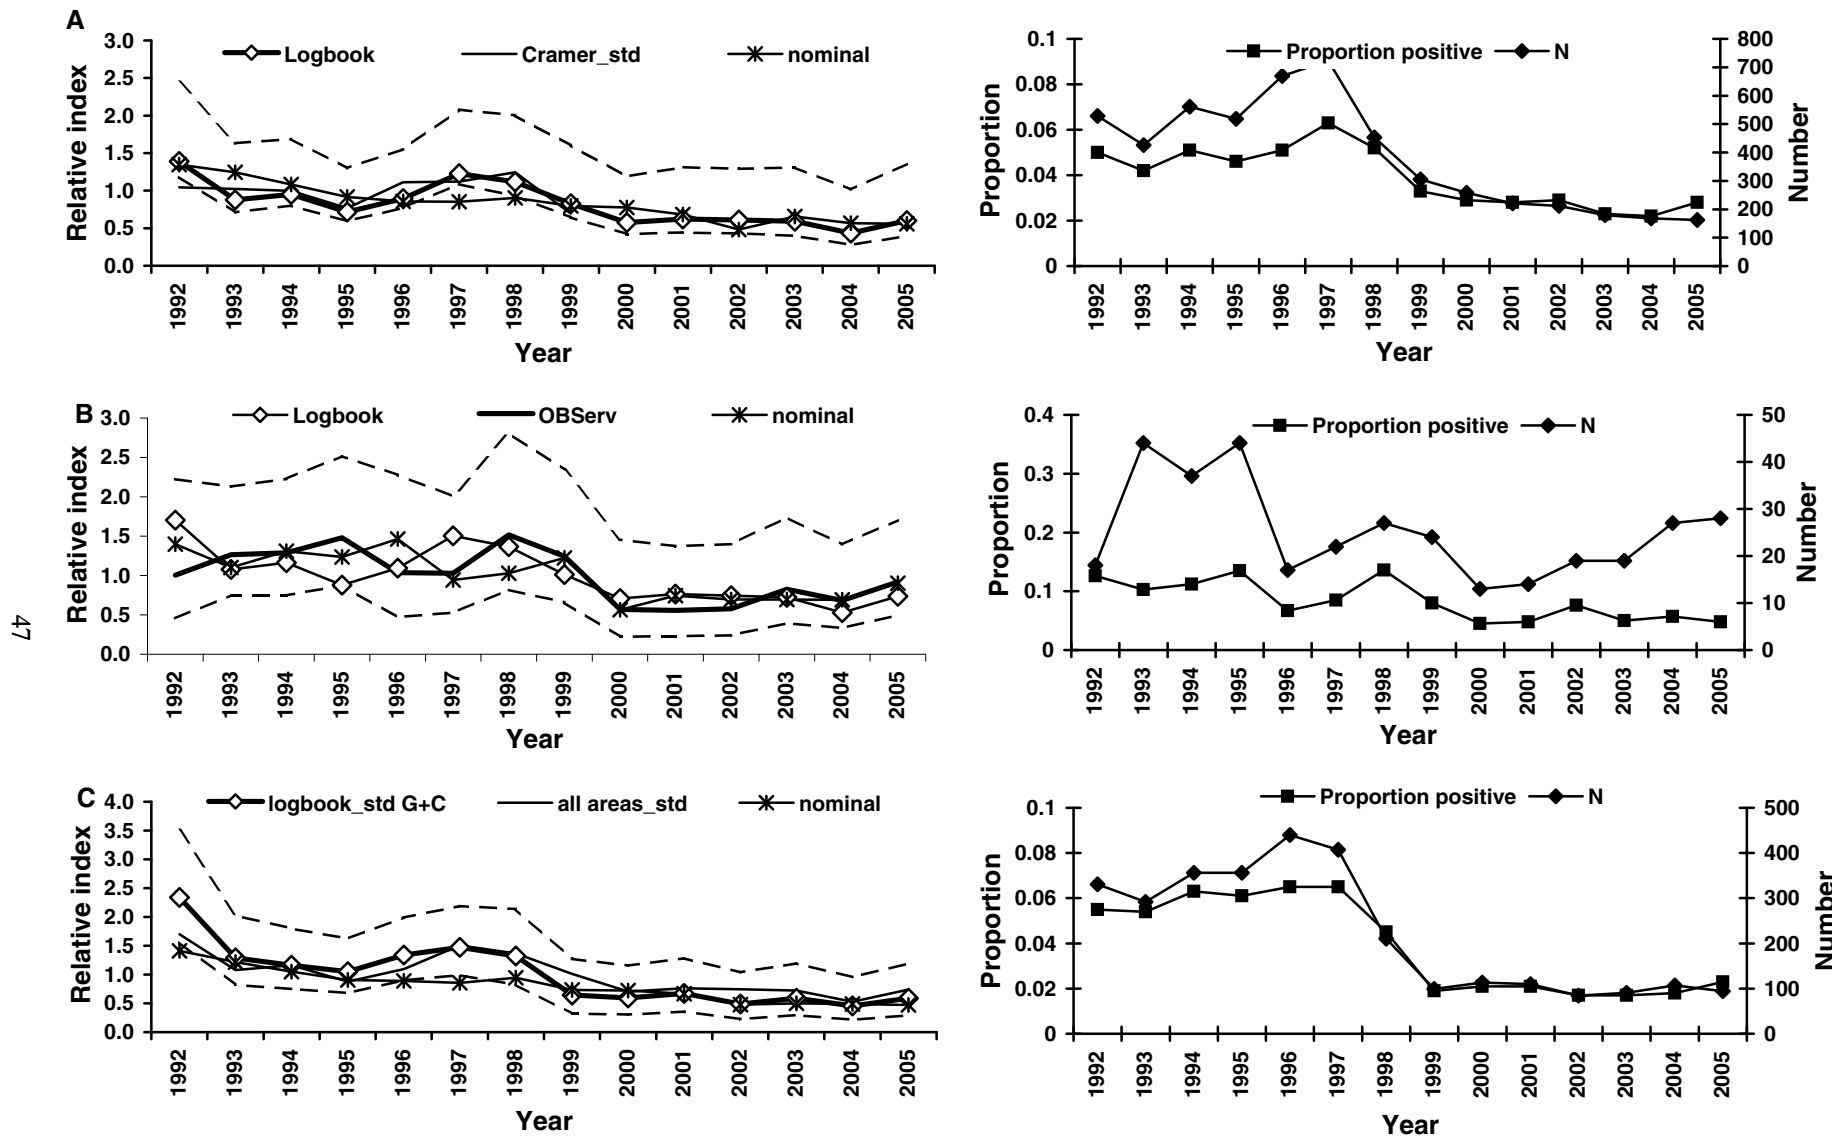 A
Logbook Cramer_std nominal
Relative index
3.0
2.5
2.0
1.5
1.0
0.5
0.0
1992 1993 1994 1995 1996 1997 1998 1999 2000 2001 2002 2003 2004 2005
Year
Proportion positive N
Proportion
0.1
0.08
0.06
0.04
0.02
0
800
700
600
500
400
300
200
100
0
Number
1992 1993 1994 1995 1996 1997 1998 1999 2000 2001 2002 2003 2004 2005
Year
B
Logbook OBServ nominal
Relative index
3.0
2.5
2.0
1.5
1.0
0.5
0.0
1992 1993 1994 1995 1996 1997 1998 1999 2000 2001 2002 2003 2004 2005
Year
Proportion positive N
Proportion
0.4
0.3
0.2
0.1
0
50
40
30
20
10
0
Number
1992 1993 1994 1995 1996 1997 1998 1999 2000 2001 2002 2003 2004 2005
Year
47
C
logbook_std G+C all areas_std nominal
Relative index
4.0
3.5
3.0
2.5
2.0
1.5
1.0
0.5
0.0
1992 1993 1994 1995 1996 1997 1998 1999 2000 2001 2002 2003 2004 2005
Year
Proportion positive N
Proportion
0.1
0.08
0.06
0.04
0.02
0
500
400
300
200
100
0
Number
1992 1993 1994 1995 1996 1997 1998 1999 2000 2001 2002 2003 2004 2005
Year